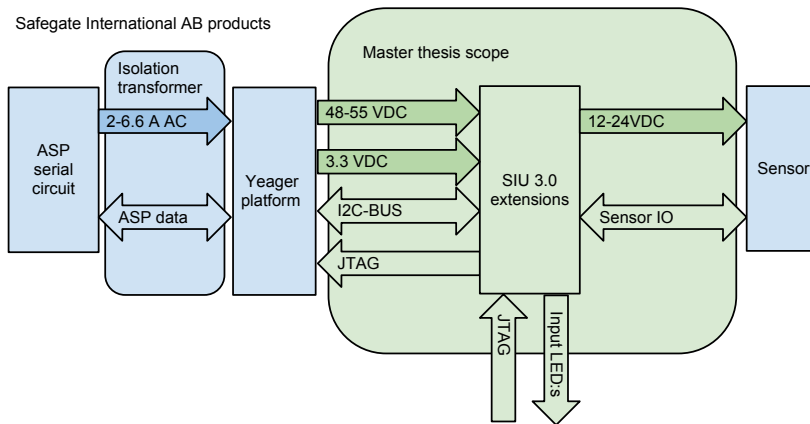 Safegate International AB products
Master thesis scope
Isolation
transformer
2-6.6 A AC
48-55 VDC
12-24VDC
ASP
serial
circuit
3.3 VDC
Yeager
platform
SIU 3.0
extensions
Sensor
ASP data
I2C-BUS
Sensor IO
JTAG
JTAG
Input LED:s